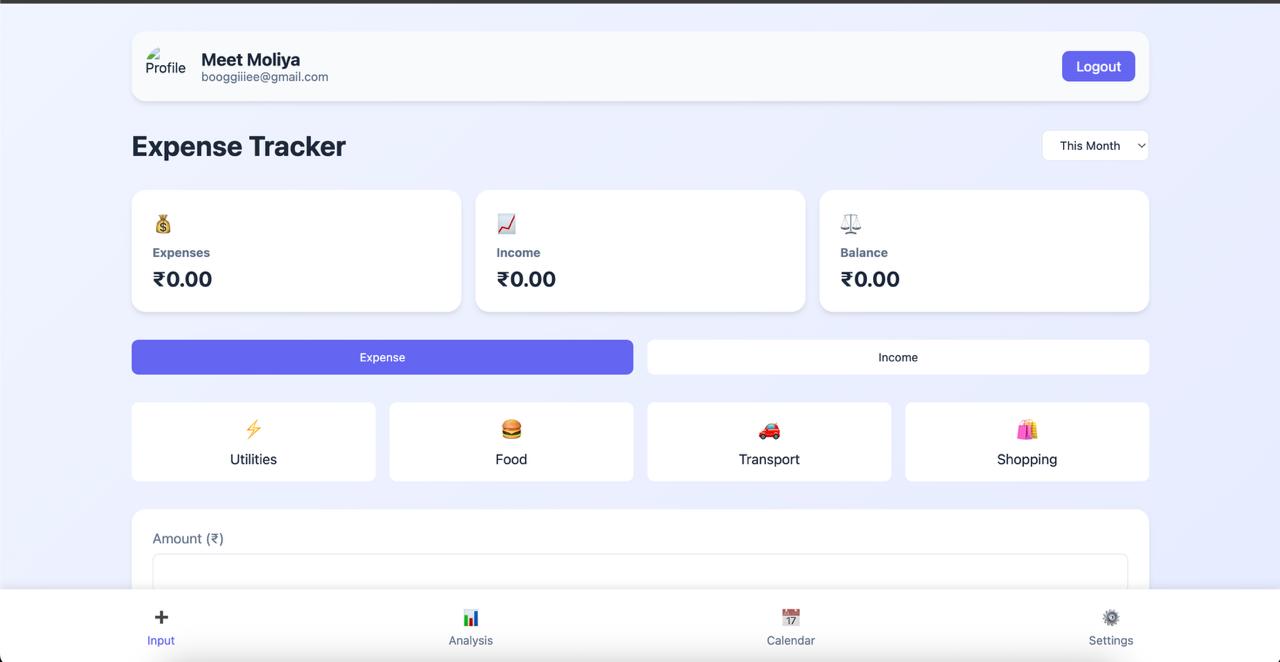 Profile
Meet Moliya
booggiiiee@gmail.com
Logout
Expense Tracker
This Month
Expenses
₹0.00
Income
₹0.00
Balance
₹0.00
Expense
Income
Utilities
Food
Transport
Shopping
Amount (₹)
Input
Analysis
17
Calendar
Settings